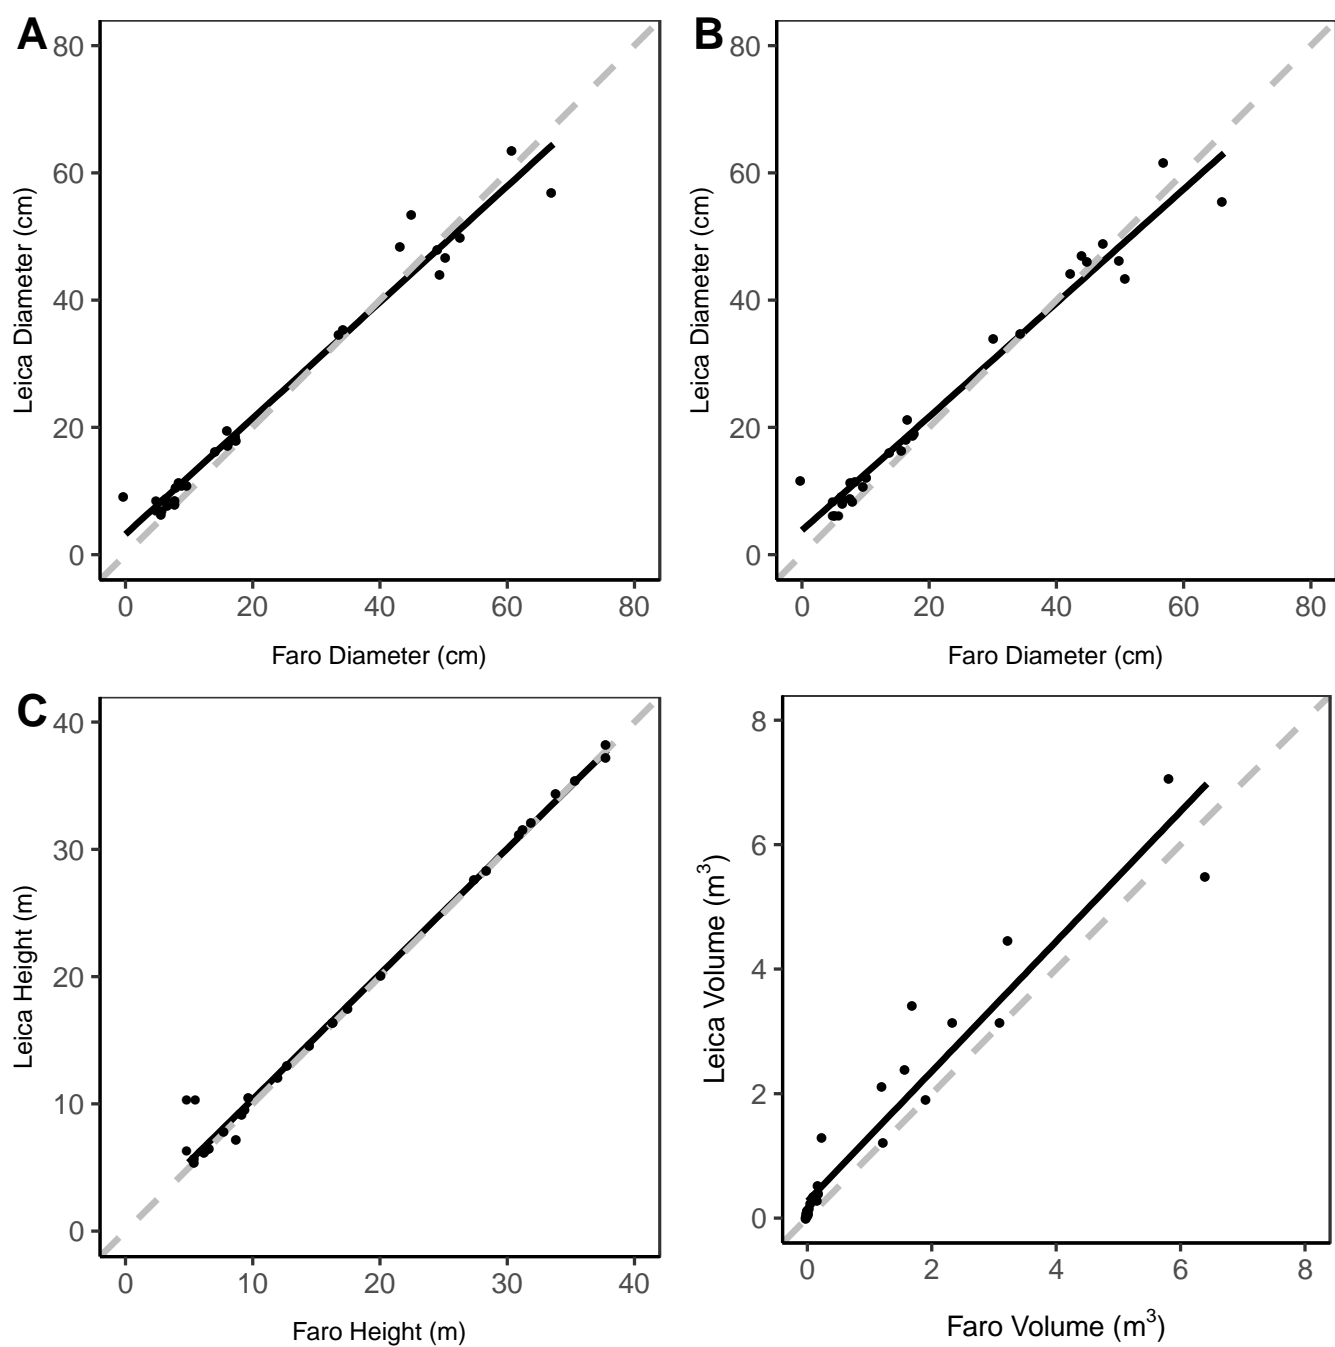 A
80
60
40
20
0
Leica Diameter (cm)
0 20 40 60 80
Faro Diameter (cm)
B
80
60
40
20
0
Leica Diameter (cm)
0 20 40 60 80
Faro Diameter (cm)
C
40
30
20
10
0
Leica Height (m)
0 10 20 30 40
Faro Height (m)
8
6
4
2
0
Leica Volume (m³)
0 2 4 6 8
Faro Volume (m³)